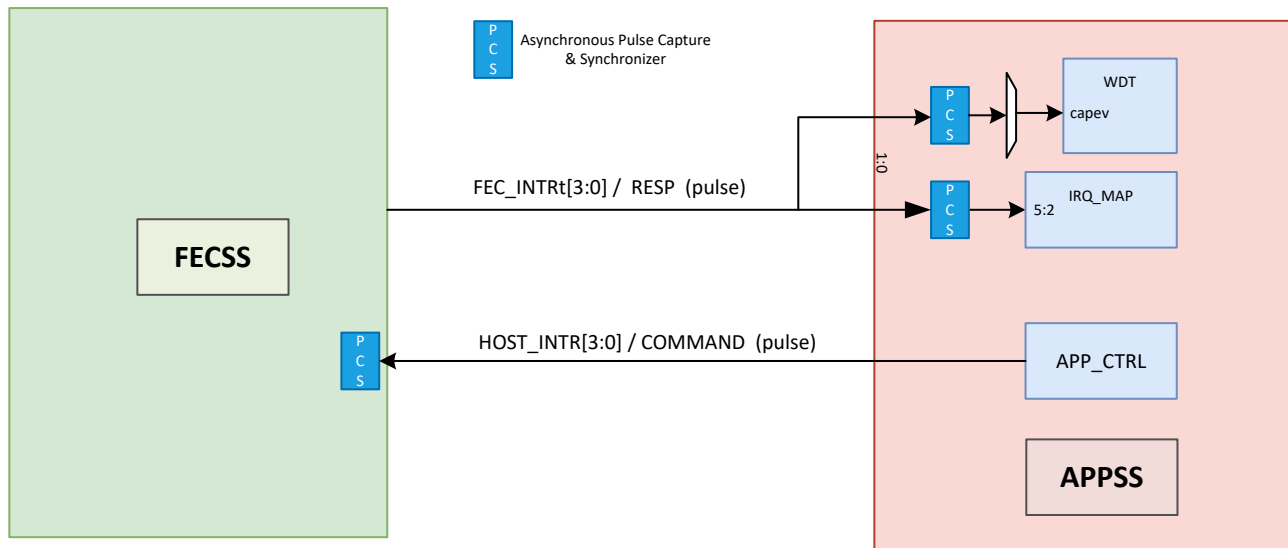 P
C
S
Asynchronous Pulse Capture
& Synchronizer
P
C
S
WDT
capev
1:0
FEC_INTRt[3:0] / RESP (pulse)
P
C
S
IRQ_MAP
5:2
FECSS
HOST_INTR[3:0] / COMMAND (pulse)
P
C
S
APP_CTRL
APPSS